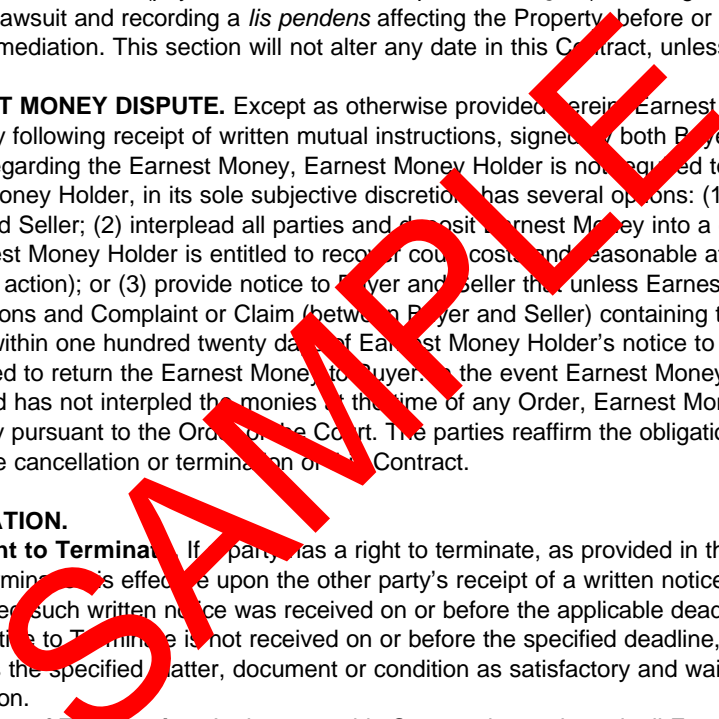 awsuit and recording a lis pendens affecting the Property, before or
mediation. This section will not alter any date in this Contract, unless
T MONEY DISPUTE. Except as otherwise provided herein, Earnest
y following receipt of written mutual instructions, signed by both Buye
egarding the Earnest Money, Earnest Money Holder is not required to
oney Holder, in its sole subjective discretion, has several options: (1
d Seller; (2) interplead all parties and deposit Earnest Money into a
est Money Holder is entitled to recover court costs and reasonable at
action); or (3) provide notice to Buyer and Seller that unless Earnes
ons and Complaint or Claim (between Buyer and Seller) containing t
within one hundred twenty days of Earnest Money Holder's notice to
ed to return the Earnest Money to Buyer. In the event Earnest Money
d has not interpled the monies at the time of any Order, Earnest Mon
y pursuant to the Order of the Court. The parties reaffirm the obligatio
e cancellation or termination of this Contract.
ATION.
ht to Terminate. If a party has a right to terminate, as provided in th
rminate is effective upon the other party's receipt of a written notice
ed such written notice was received on or before the applicable dead
tice to Terminate is not received on or before the specified deadline,
s the specified matter, document or condition as satisfactory and wai
on.
SAMPLE